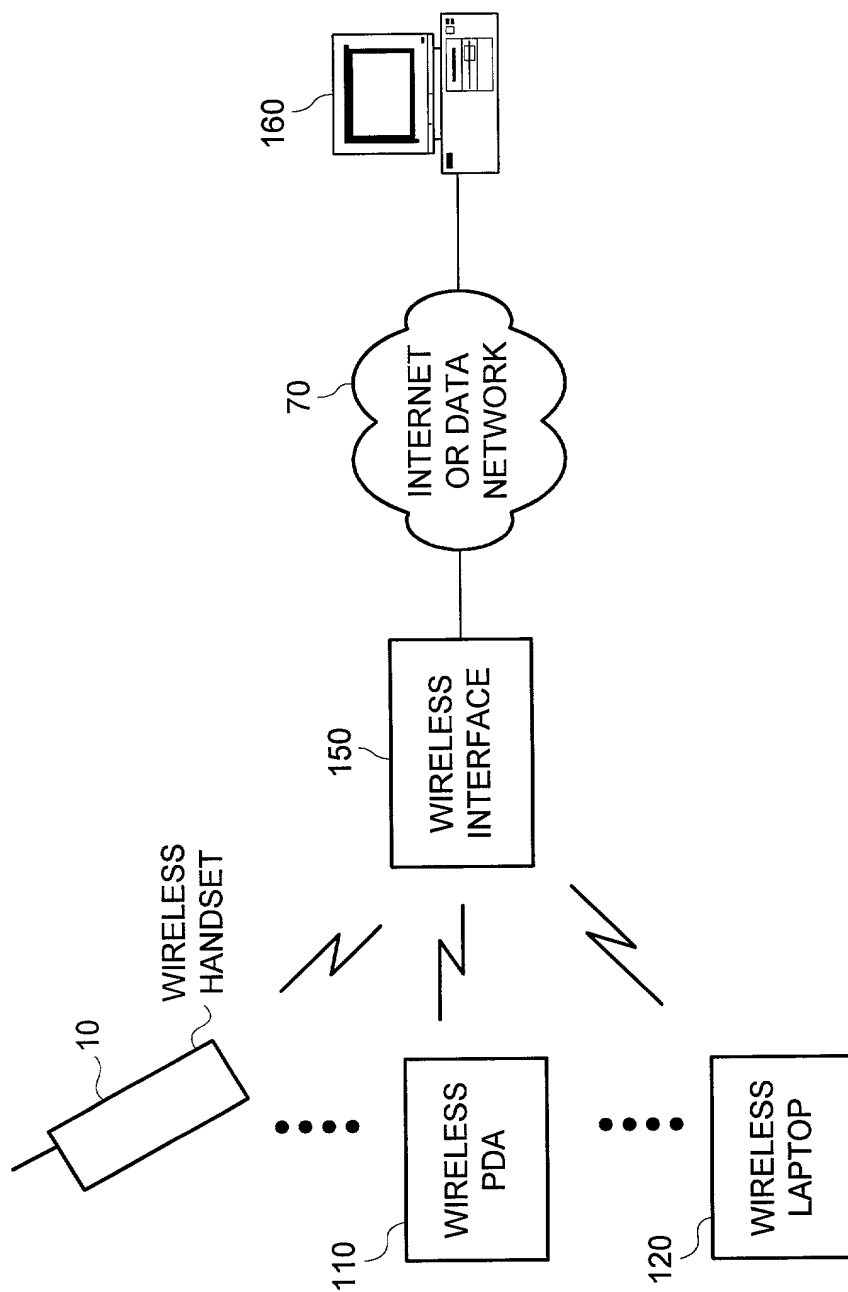 10
WIRELESS
HANDSET
110
WIRELESS
PDA
120
WIRELESS
LAPTOP
150
WIRELESS
INTERFACE
70
INTERNET
OR DATA
NETWORK
160